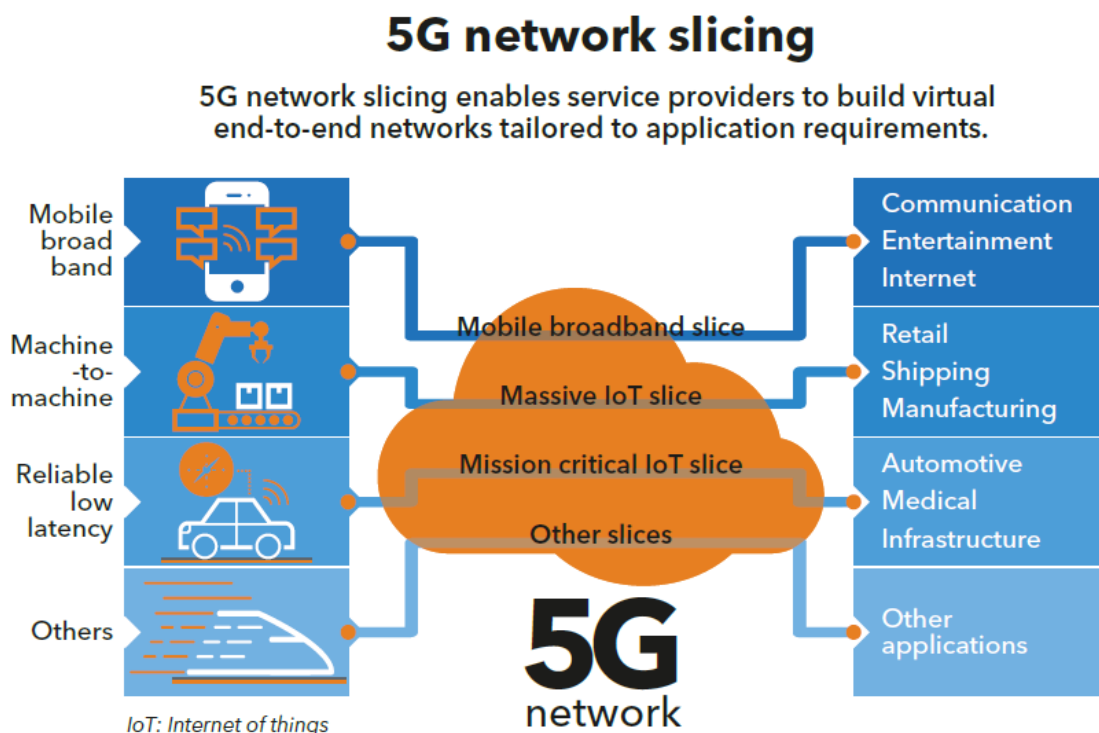 5G network slicing
5G network slicing enables service providers to build virtual
end-to-end networks tailored to application requirements.
Mobile
broad
band
Communication
Entertainment
Internet
Mobile broadband slice
Machine
-to-
machine
Retail
Shipping
Manufacturing
Massive IoT slice
Reliable
low
latency
Automotive
Medical
Infrastructure
Mission critical IoT slice
Other slices
Others
Other
applications
5G
network
IoT: Internet of things